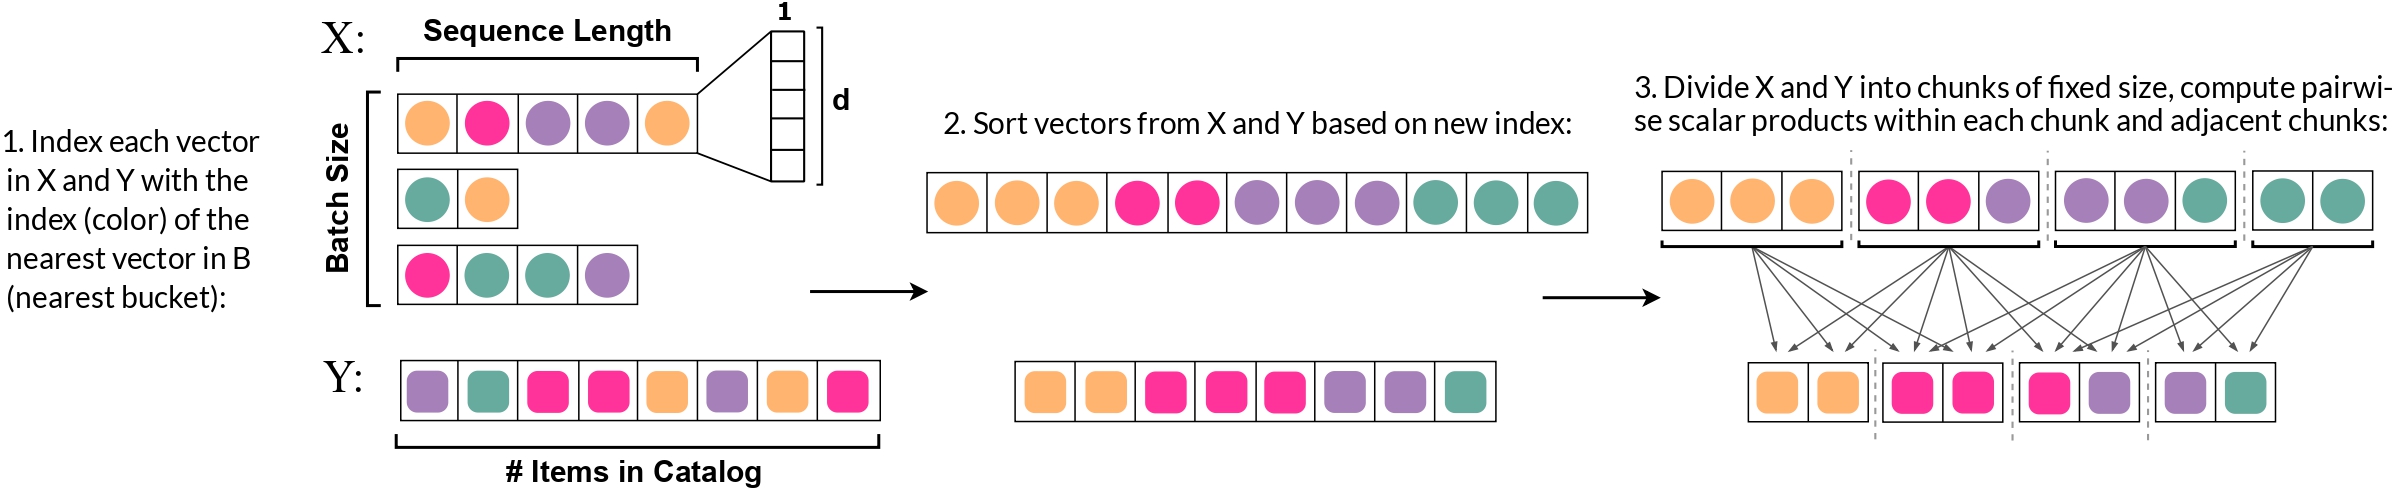 1. Index each vector
in X and Y with the
index (color) of the
nearest vector in B
(nearest bucket):
X:
Sequence Length
1
d
Batch Size
Y:
# Items in Catalog
2. Sort vectors from X and Y based on new index:
3. Divide X and Y into chunks of fixed size, compute pairwi-
se scalar products within each chunk and adjacent chunks: